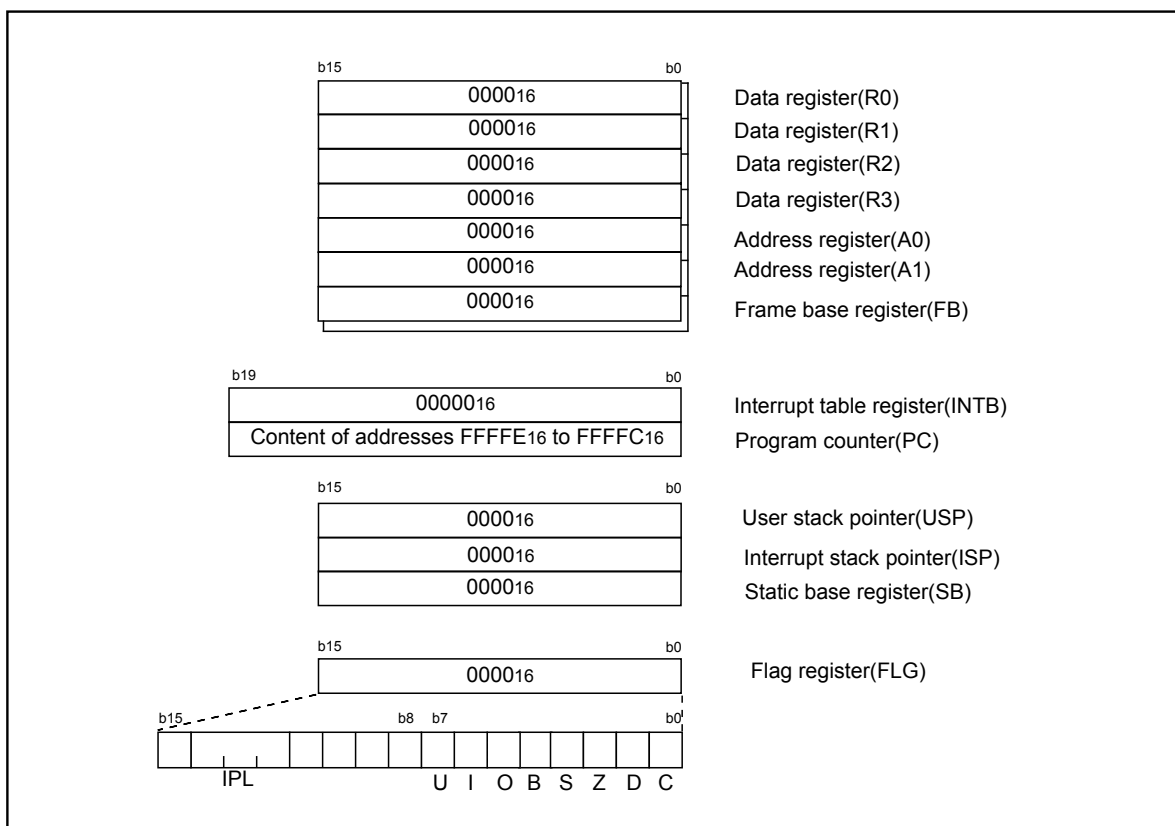 b15 b0
000016 Data register(R0)
000016 Data register(R1)
000016 Data register(R2)
000016 Data register(R3)
000016 Address register(A0)
000016 Address register(A1)
000016 Frame base register(FB)
b19 b0
0000016 Interrupt table register(INTB)
Content of addresses FFFFE16 to FFFFC16 Program counter(PC)
b15 b0
000016 User stack pointer(USP)
000016 Interrupt stack pointer(ISP)
000016 Static base register(SB)
b15 b0
000016 Flag register(FLG)
b15 b8 b7 b0
IPL U I O B S Z D C